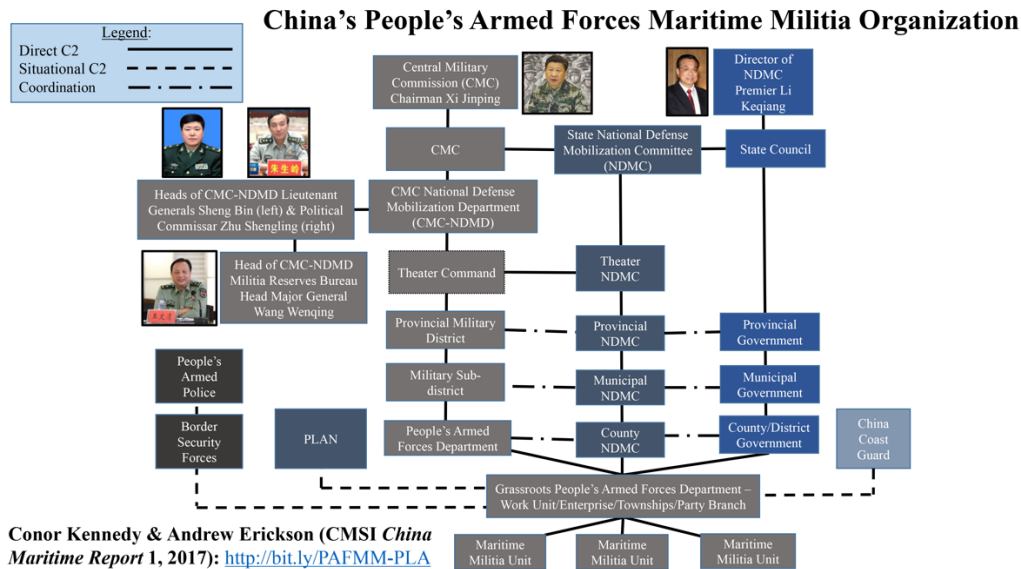 China's People's Armed Forces Maritime Militia Organization
Legend:
Direct C2
Situational C2
Coordination
Central Military
Commission (CMC)
Chairman Xi Jinping
Director of
NDMC
Premier Li
Keqiang
CMC
State National Defense
Mobilization Committee
(NDMC)
State Council
朱生岭
Heads of CMC-NDMD Lieutenant
Generals Sheng Bin (left) & Political
Commissar Zhu Shengling (right)
CMC National Defense
Mobilization Department
(CMC-NDMD)
Head of CMC-NDMD
Militia Reserves Bureau
Head Major General
Wang Wenqing
Theater Command
Theater
NDMC
Provincial Military
District
Provincial
NDMC
Provincial
Government
People's
Armed
Police
Military Sub-
district
Municipal
NDMC
Municipal
Government
Border
Security
Forces
PLAN
People's Armed
Forces Department
County
NDMC
County/District
Government
China
Coast
Guard
Grassroots People's Armed Forces Department –
Work Unit/Enterprise/Townships/Party Branch
Maritime
Militia Unit
Maritime
Militia Unit
Maritime
Militia Unit
Conor Kennedy & Andrew Erickson (CMSI China
Maritime Report 1, 2017): http://bit.ly/PAFMM-PLA